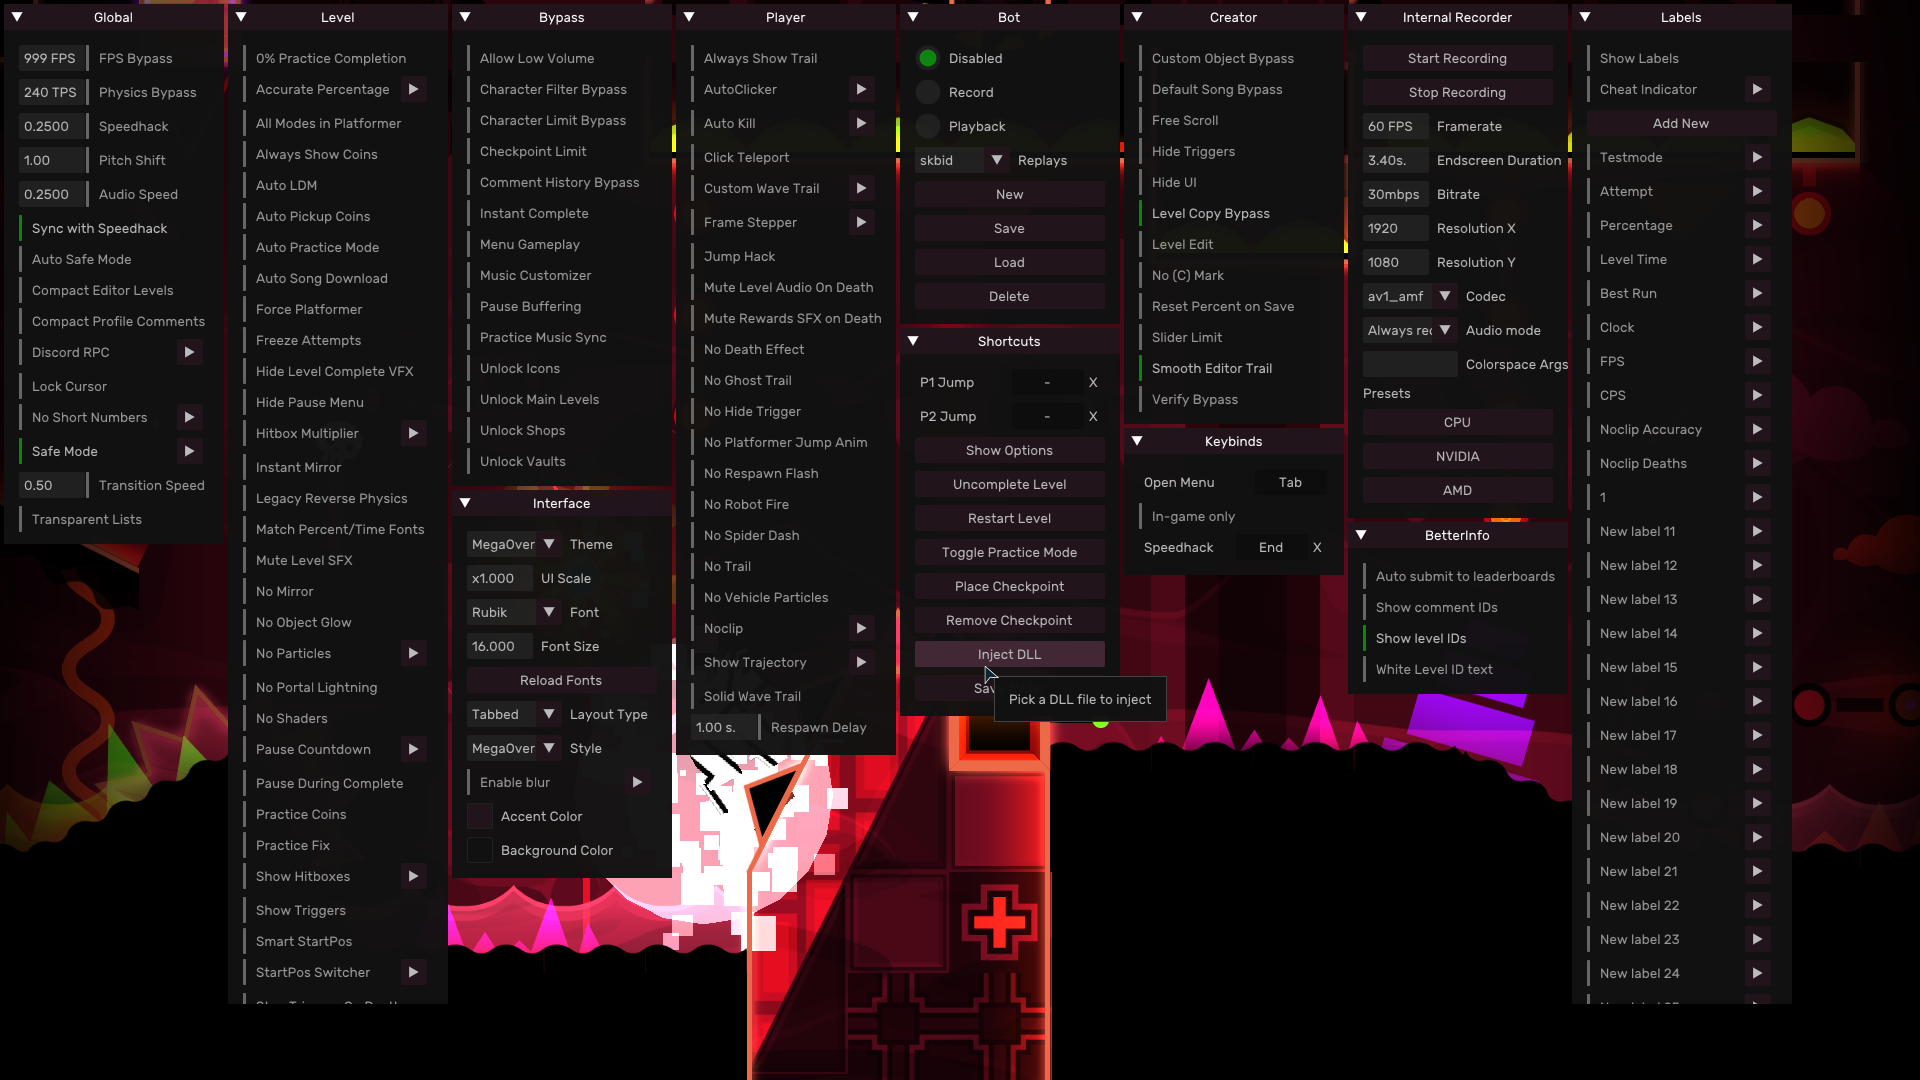 Global
999 FPS FPS Bypass
240 TPS Physics Bypass
0.2500 Speedhack
1.00 Pitch Shift
0.2500 Audio Speed
Sync with Speedhack
Auto Safe Mode
Compact Editor Levels
Compact Profile Comments
Discord RPC
Lock Cursor
No Short Numbers
Safe Mode
0.50 Transition Speed
Transparent Lists
Level
0% Practice Completion
Accurate Percentage
All Modes in Platformer
Always Show Coins
Auto LDM
Auto Pickup Coins
Auto Practice Mode
Auto Song Download
Force Platformer
Freeze Attempts
Hide Level Complete VFX
Hide Pause Menu
Hitbox Multiplier
Instant Mirror
Legacy Reverse Physics
Match Percent/Time Fonts
Mute Level SFX
No Mirror
No Object Glow
No Particles
No Portal Lightning
No Shaders
Pause Countdown
Pause During Complete
Practice Coins
Practice Fix
Show Hitboxes
Show Triggers
Smart StartPos
StartPos Switcher
Bypass
Allow Low Volume
Character Filter Bypass
Character Limit Bypass
Checkpoint Limit
Comment History Bypass
Instant Complete
Menu Gameplay
Music Customizer
Pause Buffering
Practice Music Sync
Unlock Icons
Unlock Main Levels
Unlock Shops
Unlock Vaults
Interface
MegaOver Theme
x1.000 UI Scale
Rubik Font
16.000 Font Size
Reload Fonts
Tabbed Layout Type
MegaOver Style
Enable blur
Accent Color
Background Color
Player
Always Show Trail
AutoClicker
Auto Kill
Click Teleport
Custom Wave Trail
Frame Stepper
Jump Hack
Mute Level Audio On Death
Mute Rewards SFX on Death
No Death Effect
No Ghost Trail
No Hide Trigger
No Platformer Jump Anim
No Respawn Flash
No Robot Fire
No Spider Dash
No Trail
No Vehicle Particles
Noclip
Show Trajectory
Solid Wave Trail
1.00 s. Respawn Delay
Bot
Disabled
Record
Playback
skbid Replays
New
Save
Load
Delete
Shortcuts
P1 Jump - X
P2 Jump - X
Show Options
Uncomplete Level
Restart Level
Toggle Practice Mode
Place Checkpoint
Remove Checkpoint
Inject DLL
Pick a DLL file to inject
Creator
Custom Object Bypass
Default Song Bypass
Free Scroll
Hide Triggers
Hide UI
Level Copy Bypass
Level Edit
No (C) Mark
Reset Percent on Save
Slider Limit
Smooth Editor Trail
Verify Bypass
Keybinds
Open Menu Tab
In-game only
Speedhack End X
Internal Recorder
Start Recording
Stop Recording
60 FPS Framerate
3.40s. Endscreen Duration
30mbps Bitrate
1920 Resolution X
1080 Resolution Y
av1_amf Codec
Always rec Audio mode
Colorspace Args
Presets
CPU
NVIDIA
AMD
BetterInfo
Auto submit to leaderboards
Show comment IDs
Show level IDs
White Level ID text
Labels
Show Labels
Cheat Indicator
Add New
Testmode
Attempt
Percentage
Level Time
Best Run
Clock
FPS
CPS
Noclip Accuracy
Noclip Deaths
1
New label 11
New label 12
New label 13
New label 14
New label 15
New label 16
New label 17
New label 18
New label 19
New label 20
New label 21
New label 22
New label 23
New label 24